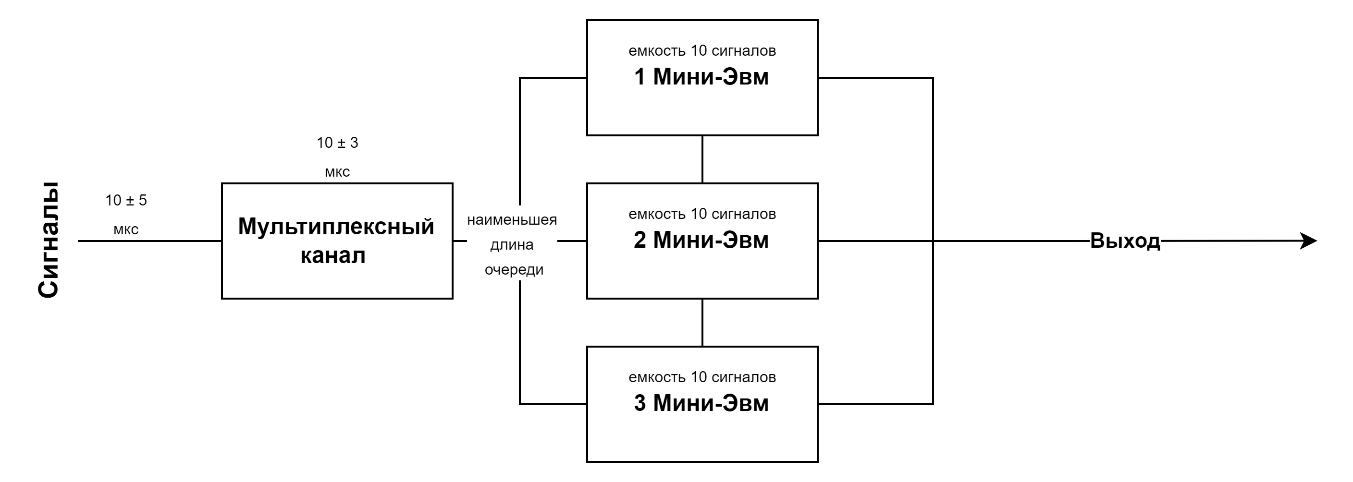 Сигналы
10 ± 5
мкс
10 ± 3
мкс
Мультиплексный
канал
наименьшея
длина
очереди
емкость 10 сигналов
1 Мини-Эвм
емкость 10 сигналов
2 Мини-Эвм
емкость 10 сигналов
3 Мини-Эвм
Выход